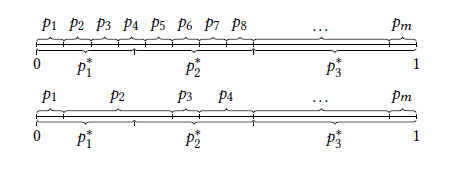 p₁ p₂ p₃ p₄ p₅ p₆ p₇ p₈ … pₘ
0 p₁* p₂* p₃* 1
p₁ p₂ p₃ p₄ … pₘ
0 p₁* p₂* p₃* 1